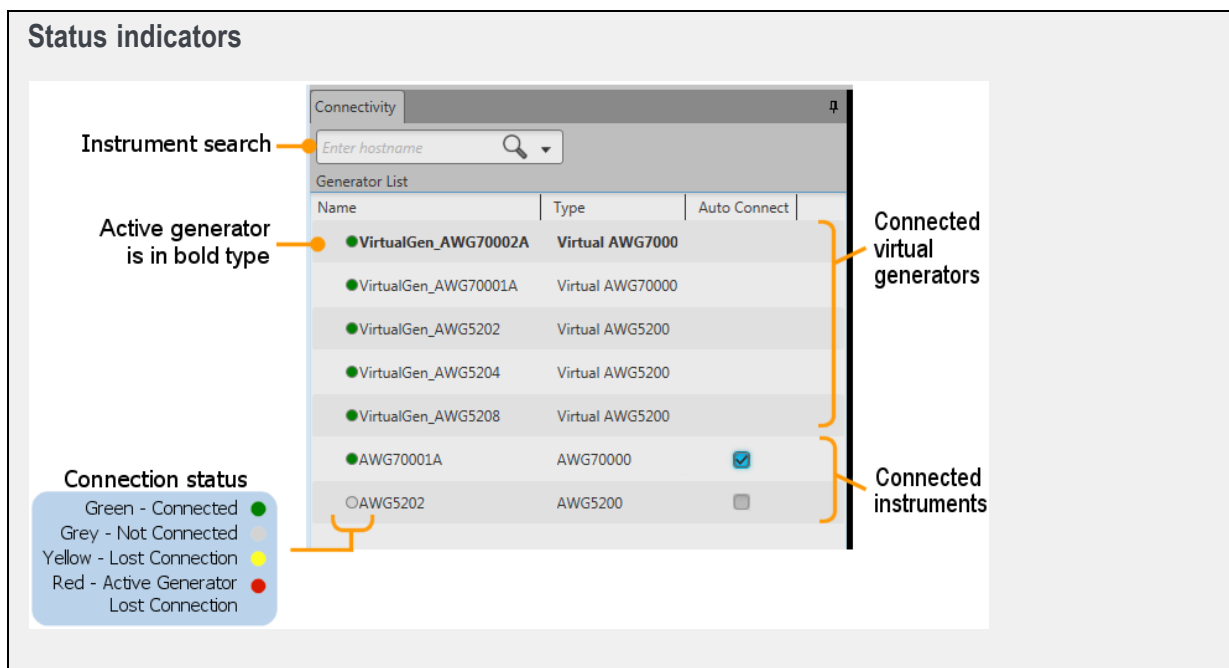 Status indicators
Instrument search
Connectivity
Enter hostname
Generator List
Name Type Auto Connect
Active generator
is in bold type
VirtualGen_AWG70002A Virtual AWG7000
VirtualGen_AWG70001A Virtual AWG70000
VirtualGen_AWG5202 Virtual AWG5200
VirtualGen_AWG5204 Virtual AWG5200
VirtualGen_AWG5208 Virtual AWG5200
Connected
virtual
generators
AWG70001A AWG70000
AWG5202 AWG5200
Connected
instruments
Connection status
Green - Connected
Grey - Not Connected
Yellow - Lost Connection
Red - Active Generator
Lost Connection